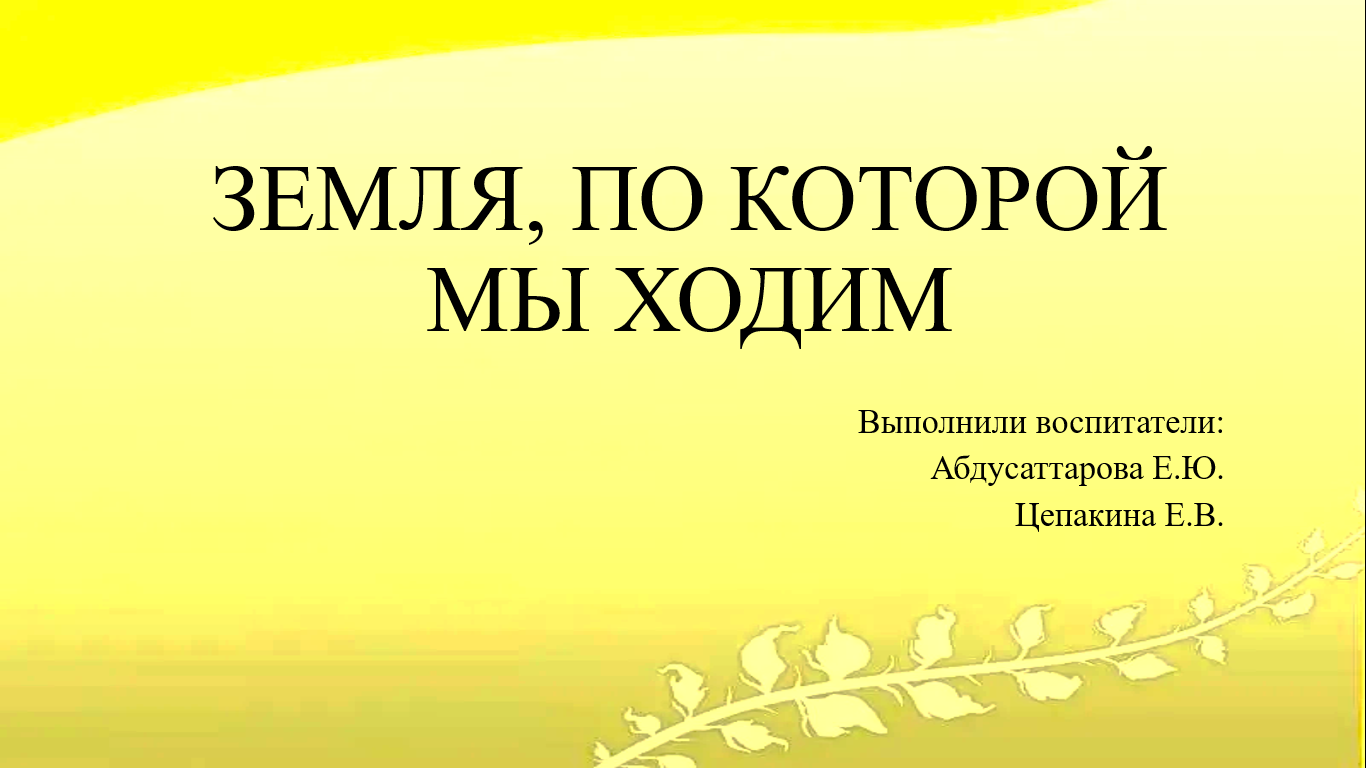 ЗЕМЛЯ, ПО КОТОРОЙ
МЫ ХОДИМ
Выполнили воспитатели:
Абдусаттарова Е.Ю.
Цепакина Е.В.